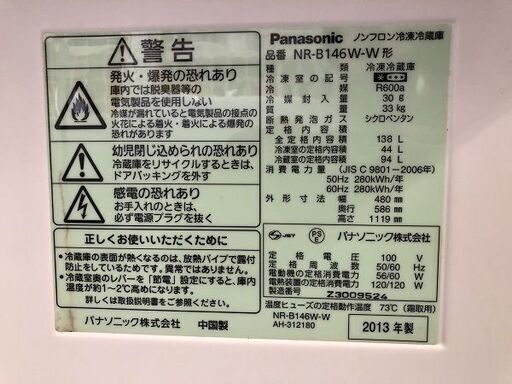 警告
発火・爆発の恐れあり
庫内では脱臭器等の
電気製品を使用しない
冷媒が漏れていると電気製品の接点の
火花による着火・着火による爆発の
恐れあり
幼児閉じ込められの恐れあり
冷蔵庫をリサイクルするときは、
ドアパッキングを外す
感電の恐れあり
お手入れのときは、
必ず電源プラグを抜く
正しくお使いいただくために
・冷蔵庫の表面が熱くなるのは、放熱パイプで露付
防止しているためです。異常ではありません。
・冷蔵室奥のレバーを「節電」に設定すると、庫内
温度が約1~2℃高めになります。
詳しくは取扱説明書をご覧ください。
パナソニック株式会社 中国製
Panasonic ノンフロン冷凍冷蔵庫
品番 NR-B146W-W 形
種類 冷凍冷蔵庫
冷凍室の記号
冷媒 R600a
冷媒封入量 30 g
質量 33 kg
断熱発泡ガス シクロペンタン
定格内容積
全定格内容積 138 L
冷凍室の定格内容積 44 L
冷蔵室の定格内容積 94 L
消費電力量 (JIS C 9801-2006年)
50Hz 280kWh/年
60Hz 280kWh/年
外形寸法 幅 480 mm
奥行 586 mm
高さ 1119 mm
JET PS E パナソニック株式会社
定格電圧 100 V
定格周波数 50/60 Hz
電動機の定格消費電力 56/60 W
電熱装置の定格消費電力 120/120 W
製造番号 Z3009524
温度ヒューズの定格動作温度 73℃ (霜取用)
NR-B146W-W
AH-312180
2013 年製